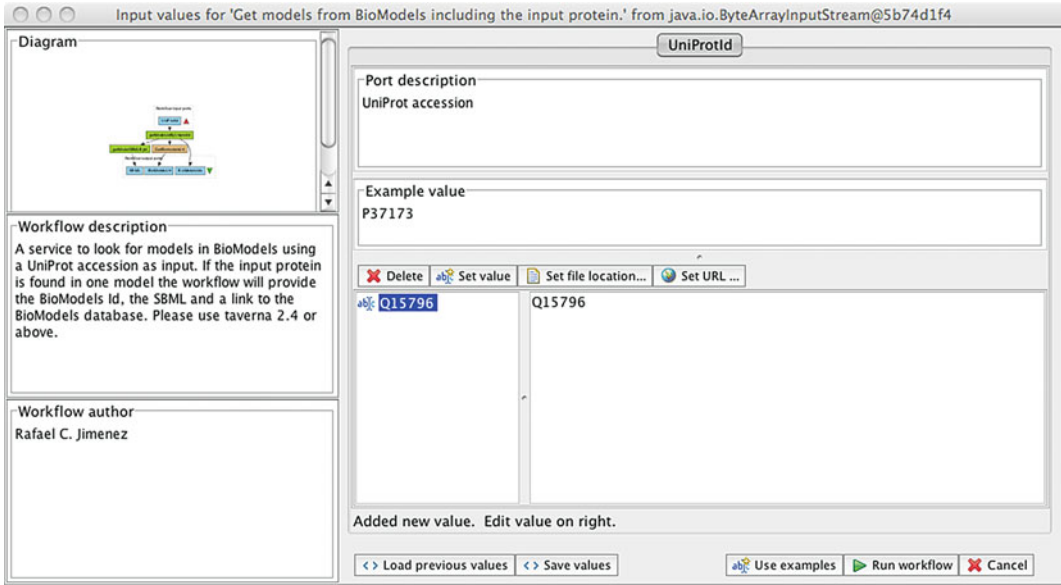 Input values for 'Get models from BioModels including the input protein.' from java.io.ByteArrayInputStream@5b74d1f4
Diagram
Workflow description
A service to look for models in BioModels using
a UniProt accession as input. If the input protein
is found in one model the workflow will provide
the BioModels Id, the SBML and a link to the
BioModels database. Please use taverna 2.4 or
above.
Workflow author
Rafael C. Jimenez
UniProtId
Port description
UniProt accession
Example value
P37173
Delete Set value Set file location... Set URL ...
Q15796 Q15796
Added new value. Edit value on right.
Load previous values Save values Use examples Run workflow Cancel